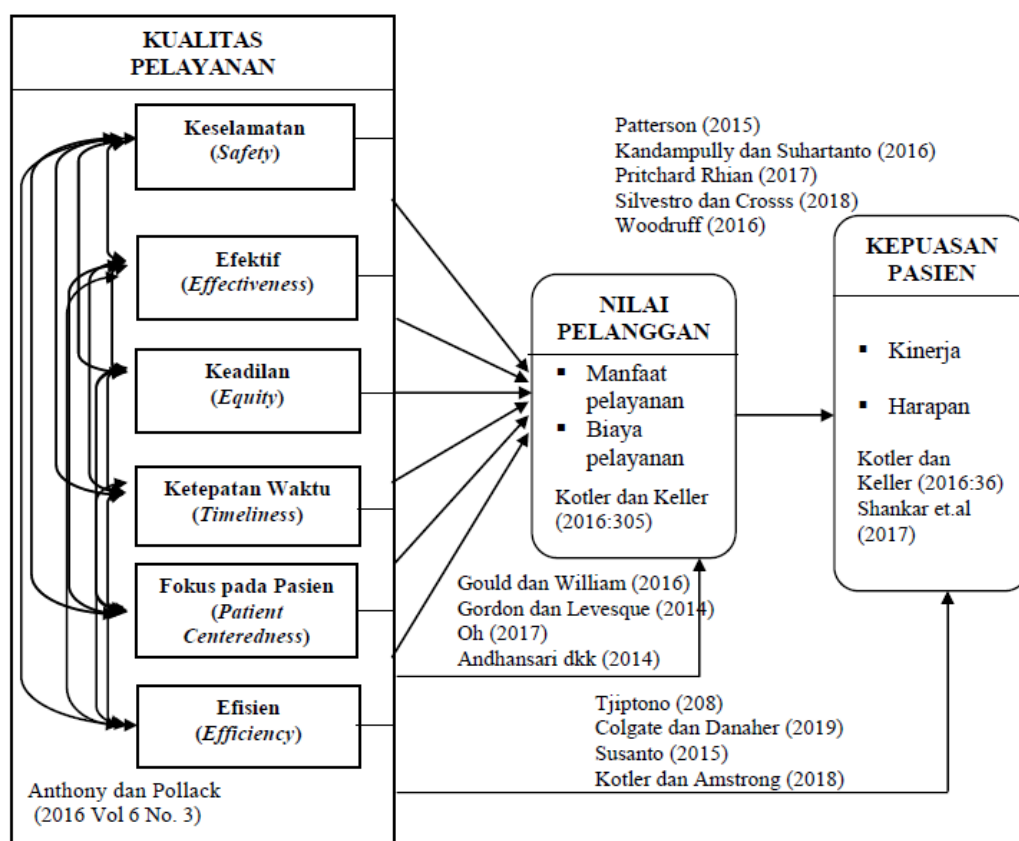 KUALITAS
PELAYANAN
Keselamatan
(Safety)
Efektif
(Effectiveness)
Keadilan
(Equity)
Ketepatan Waktu
(Timeliness)
Fokus pada Pasien
(Patient
Centeredness)
Efisien
(Efficiency)
Anthony dan Pollack
(2016 Vol 6 No. 3)
NILAI
PELANGGAN
▪ Manfaat
pelayanan
▪ Biaya
pelayanan
Kotler dan Keller
(2016:305)
Gould dan William (2016)
Gordon dan Levesque (2014)
Oh (2017)
Andhansari dkk (2014)
Patterson (2015)
Kandampully dan Suhartanto (2016)
Pritchard Rhian (2017)
Silvestro dan Crosss (2018)
Woodruff (2016)
KEPUASAN
PASIEN
▪ Kinerja
▪ Harapan
Kotler dan
Keller (2016:36)
Shankar et.al
(2017)
Tjiptono (208)
Colgate dan Danaher (2019)
Susanto (2015)
Kotler dan Amstrong (2018)